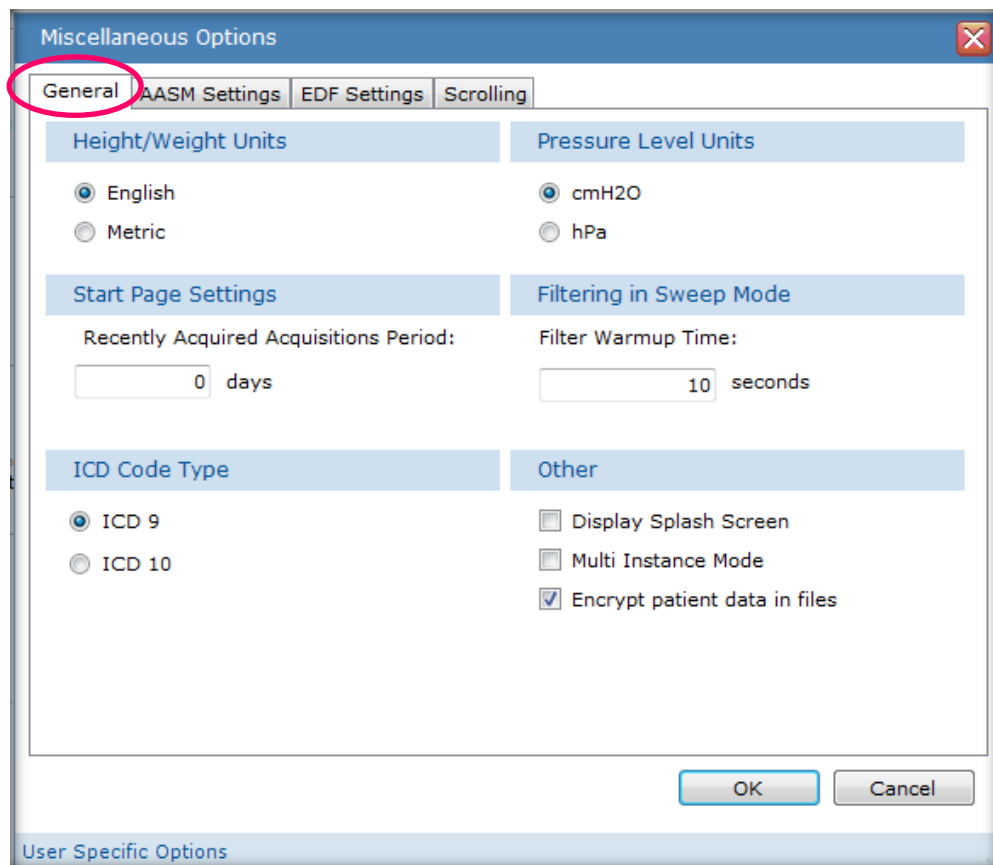 Miscellaneous Options
General AASM Settings EDF Settings Scrolling
Height/Weight Units
English
Metric
Pressure Level Units
cmH2O
hPa
Start Page Settings
Recently Acquired Acquisitions Period:
0 days
Filtering in Sweep Mode
Filter Warmup Time:
10 seconds
ICD Code Type
ICD 9
ICD 10
Other
Display Splash Screen
Multi Instance Mode
Encrypt patient data in files
OK Cancel
User Specific Options